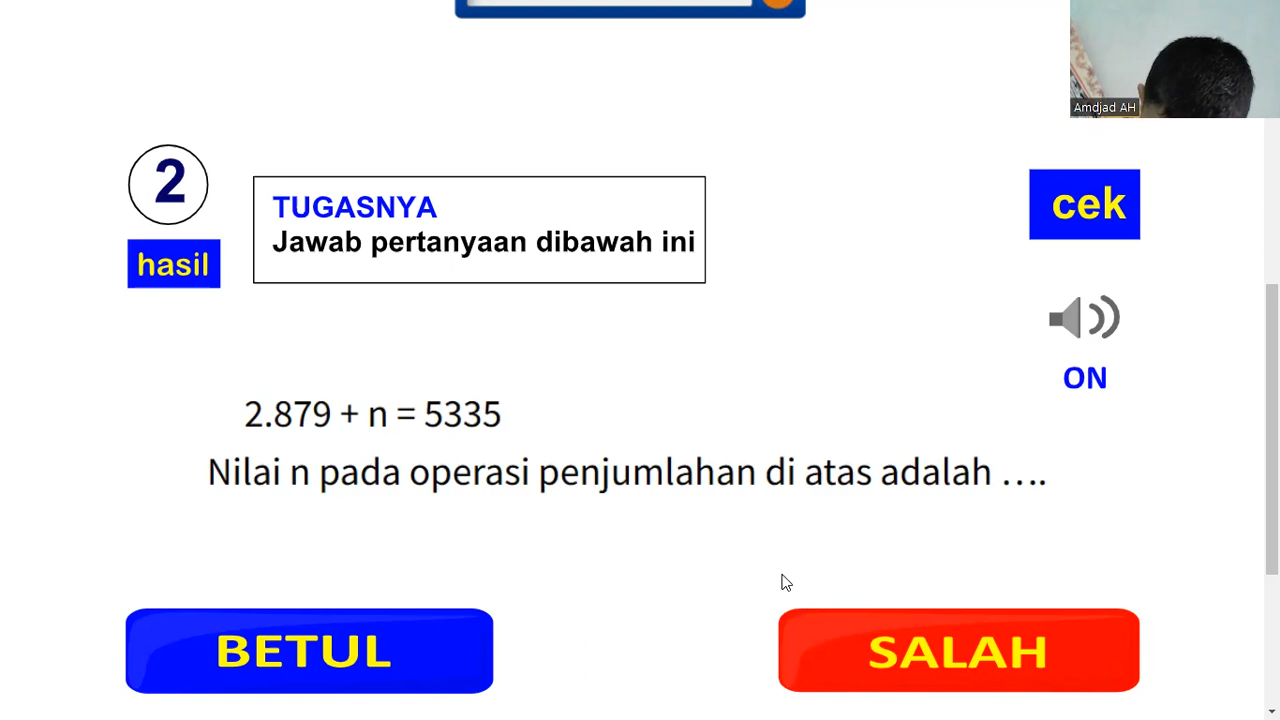 Amdjad AH
2
TUGASNYA
Jawab pertanyaan dibawah ini
cek
hasil
ON
2.879 + n = 5335
Nilai n pada operasi penjumlahan di atas adalah ....
BETUL
SALAH